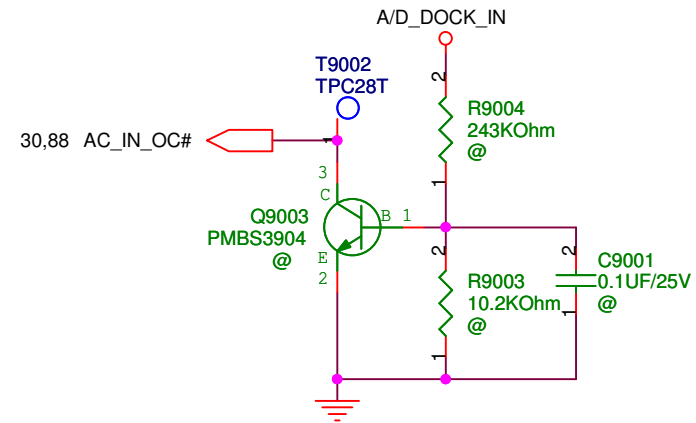 A/D_DOCK_IN
T9002
TPC28T
2
R9004
243KOhm
@
1
30,88 AC_IN_OC#
1
3
C
Q9003
PMBS3904
@
B 1
E
2
2
R9003
10.2KOhm
@
1
2
C9001
0.1UF/25V
@
1